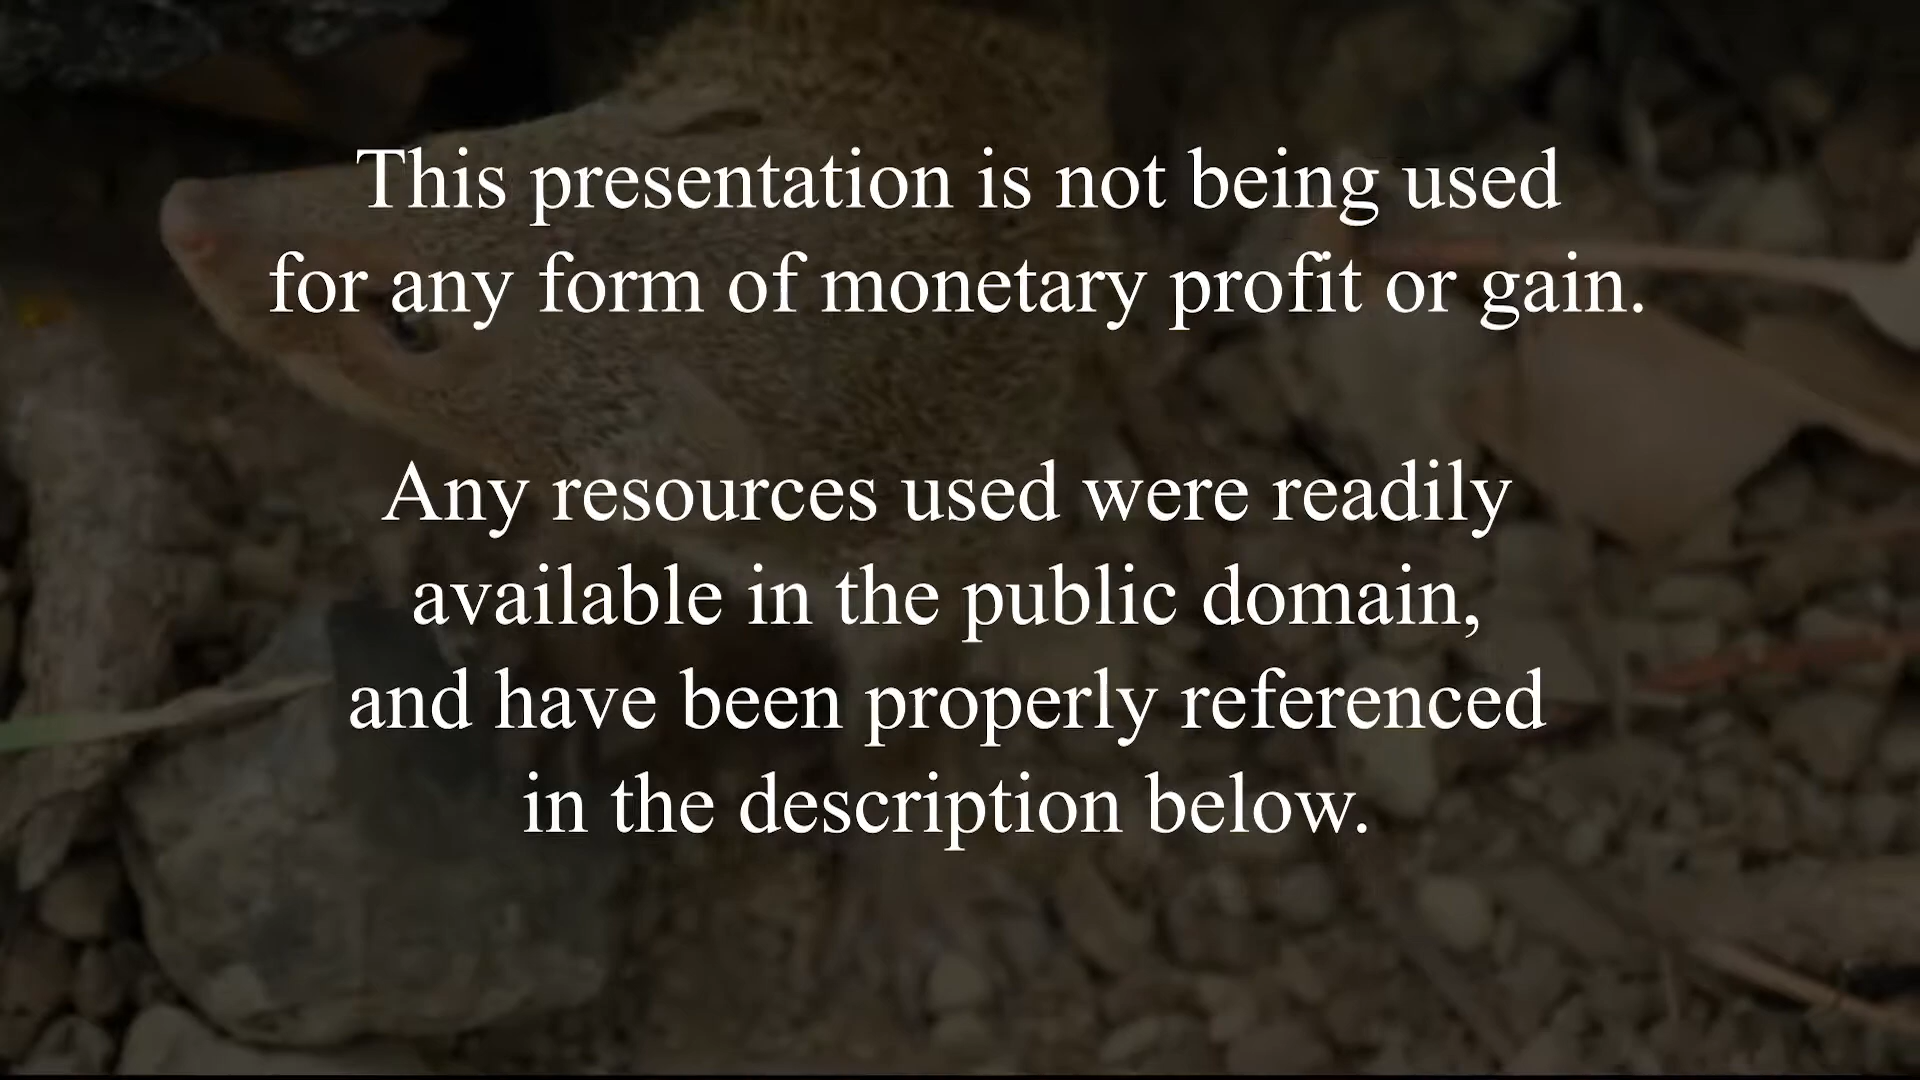 This presentation is not being used
for any form of monetary profit or gain.
Any resources used were readily
available in the public domain,
and have been properly referenced
in the description below.